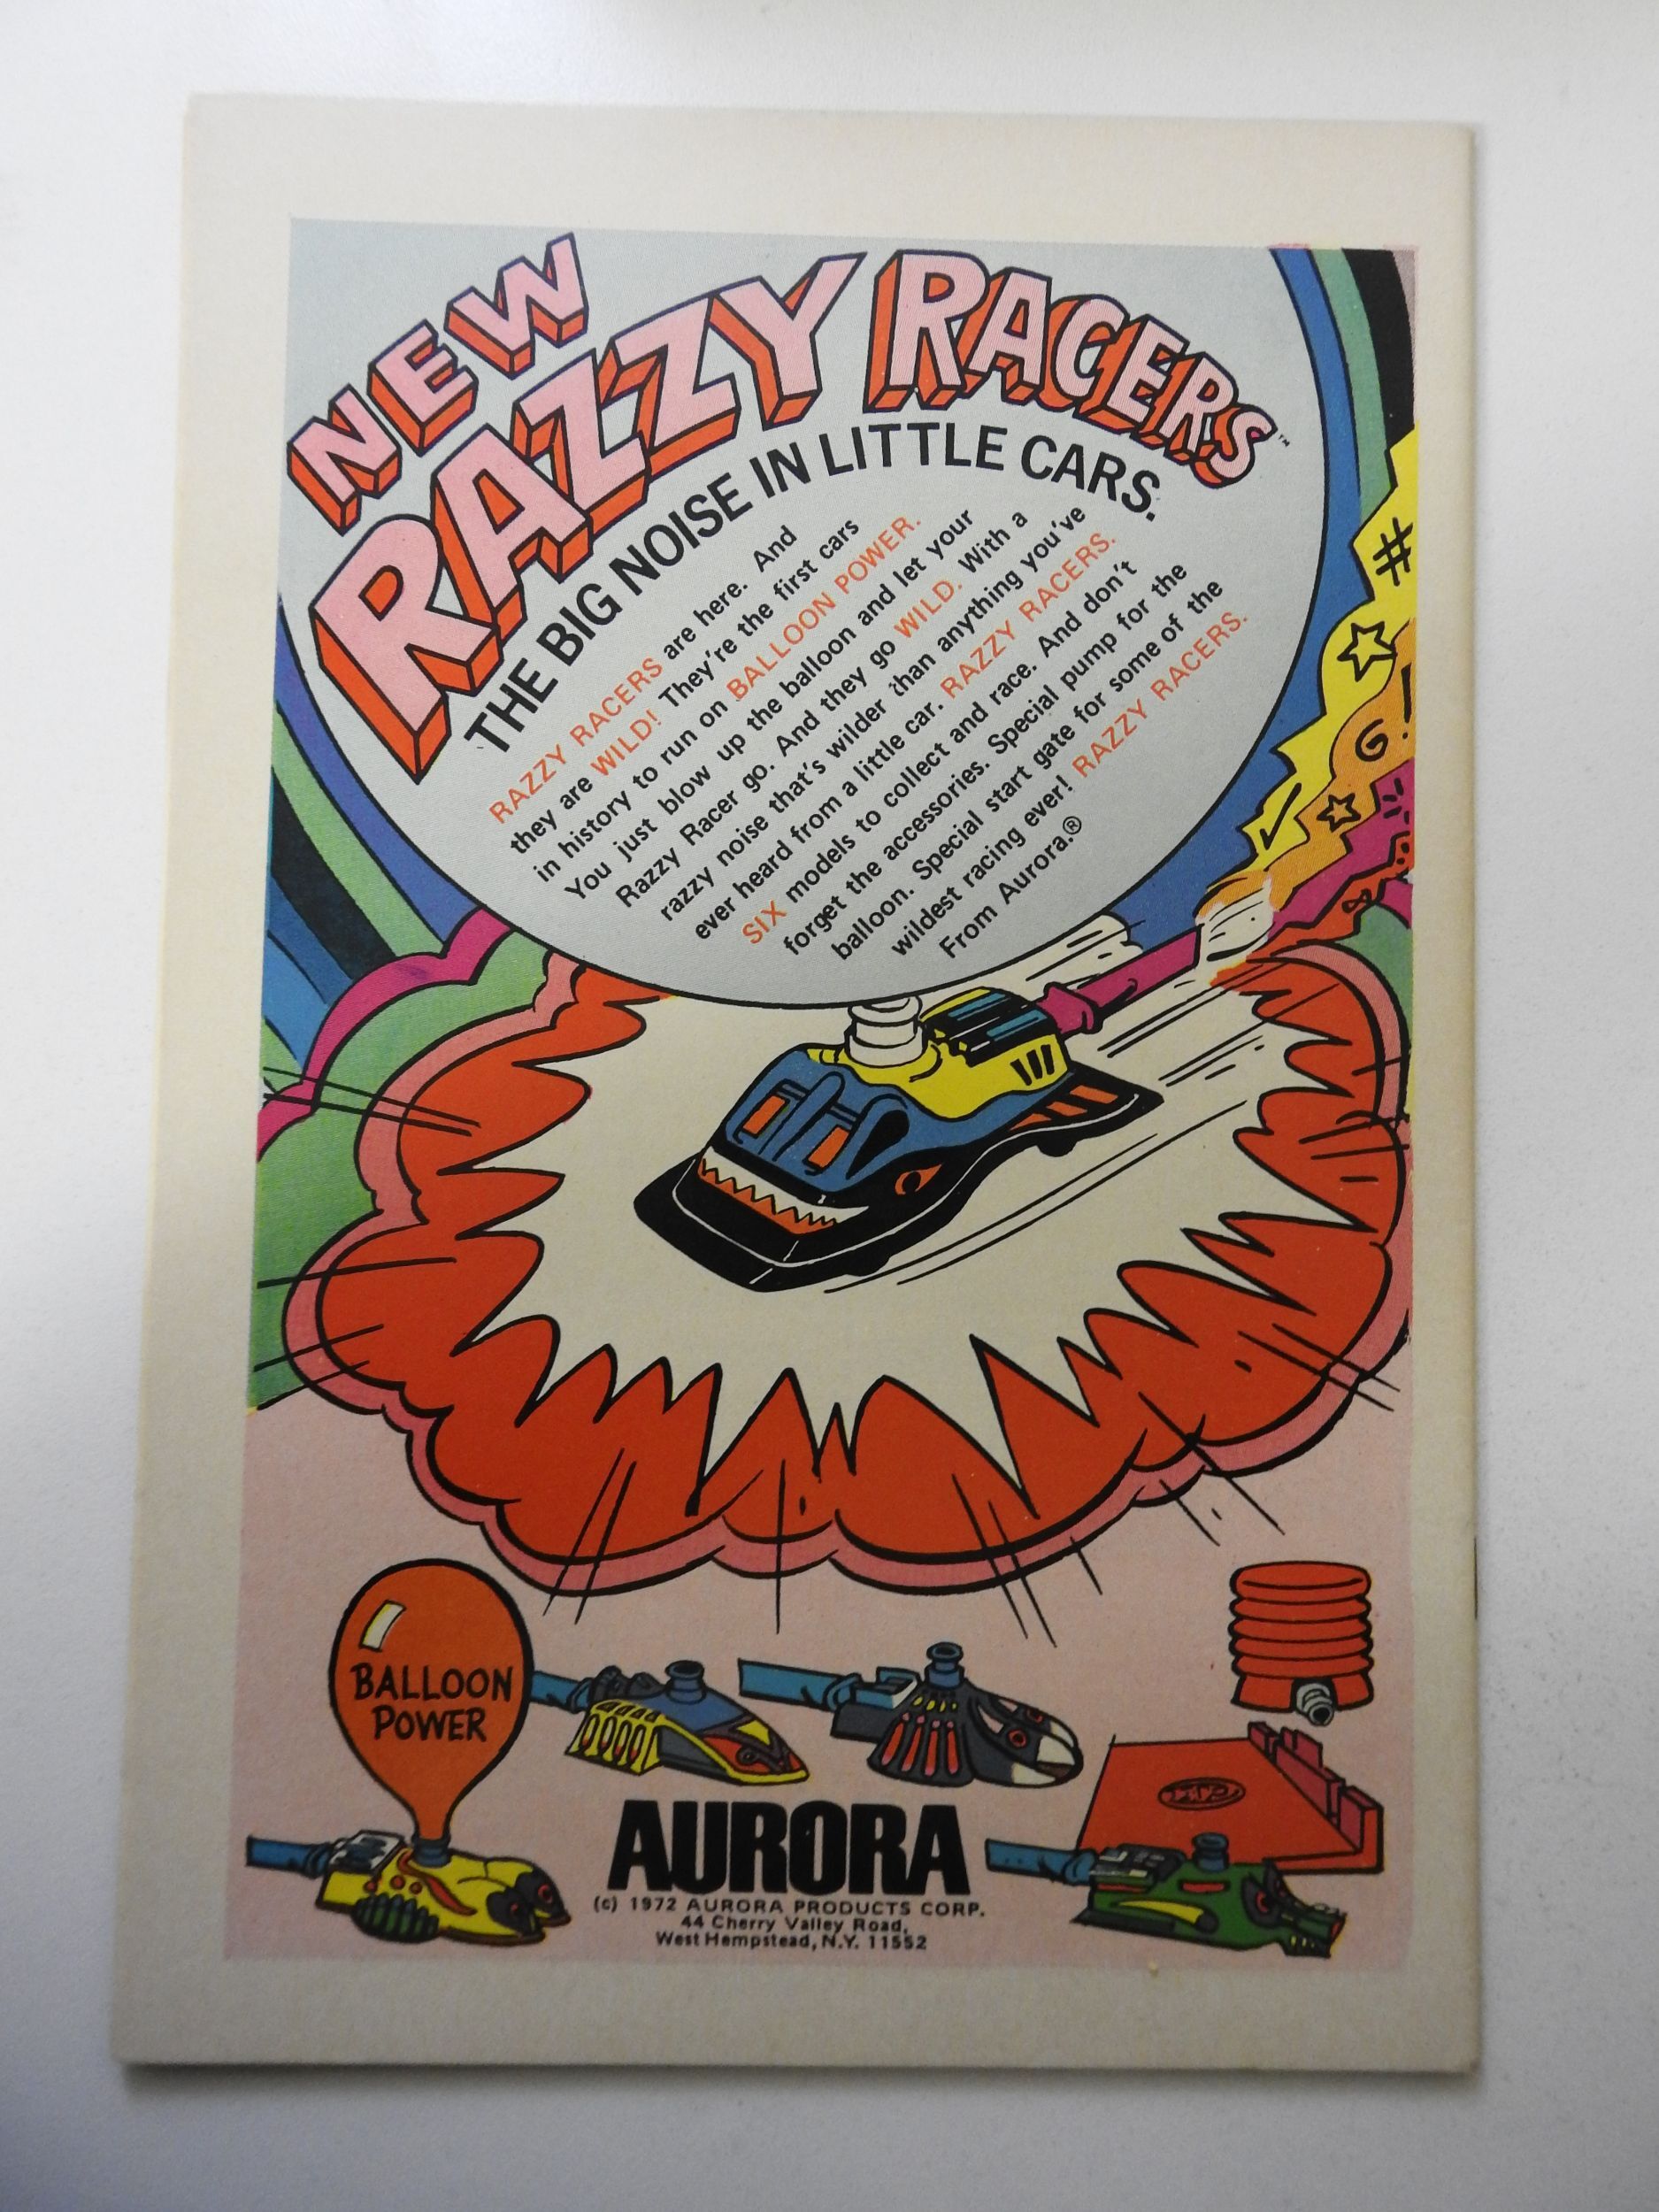 NEW
RAZZY RACERS™
THE BIG NOISE IN LITTLE CARS.
RAZZY RACERS are here. And
they are WILD! They're the first cars
in history to run on BALLOON POWER.
You just blow up the balloon and let your
Razzy Racer go. And they go WILD. With a
razzy noise that's wilder than anything you've
ever heard from a little car. RAZZY RACERS.
SIX models to collect and race. And don't
forget the accessories. Special pump for the
balloon. Special start gate for some of the
wildest racing ever! RAZZY RACERS.
From Aurora.®
#
G!
BALLOON
POWER
AURORA
(c) 1972 AURORA PRODUCTS CORP.
44 Cherry Valley Road,
West Hempstead, N.Y. 11552